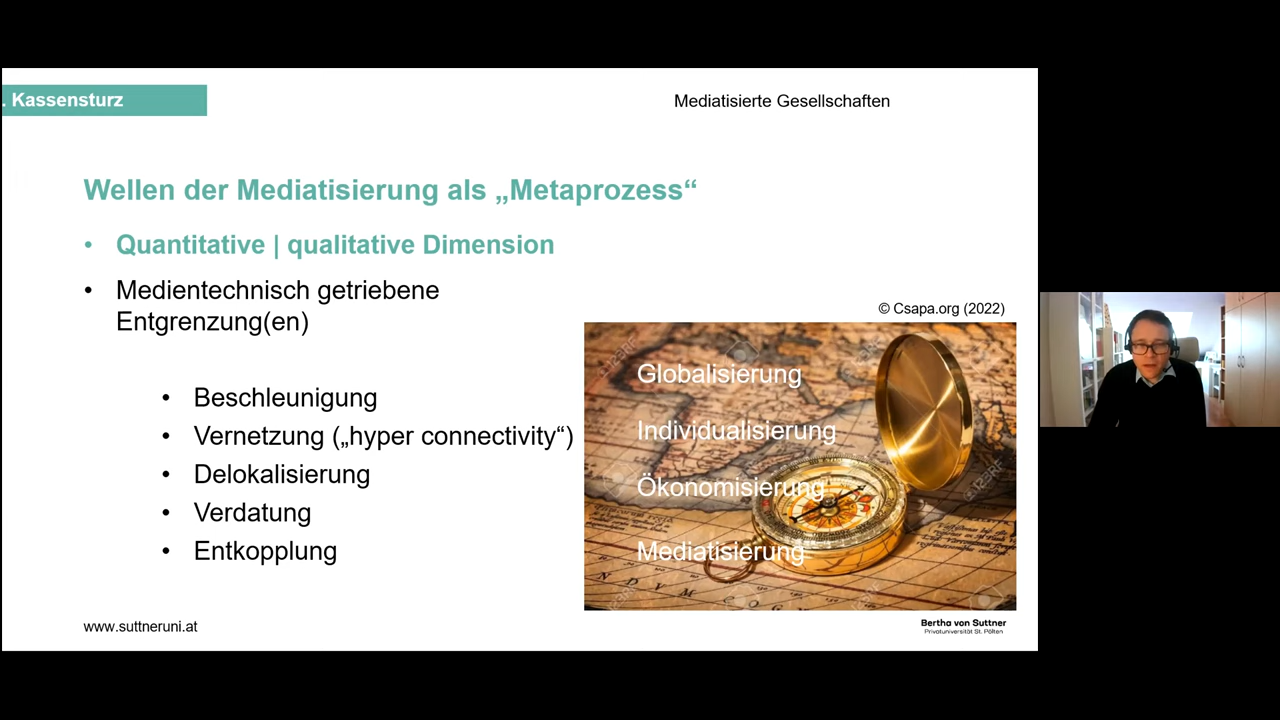 . Kassensturz
Mediatisierte Gesellschaften
Wellen der Mediatisierung als „Metaprozess“
• Quantitative | qualitative Dimension
• Medientechnisch getriebene
Entgrenzung(en)
• Beschleunigung
• Vernetzung („hyper connectivity“)
• Delokalisierung
• Verdatung
• Entkopplung
© Csapa.org (2022)
Globalisierung
Individualisierung
Ökonomisierung
Mediatisierung
123RF
N D V M C O G
www.suttneruni.at
Bertha von Suttner
Privatuniversität St. Pölten